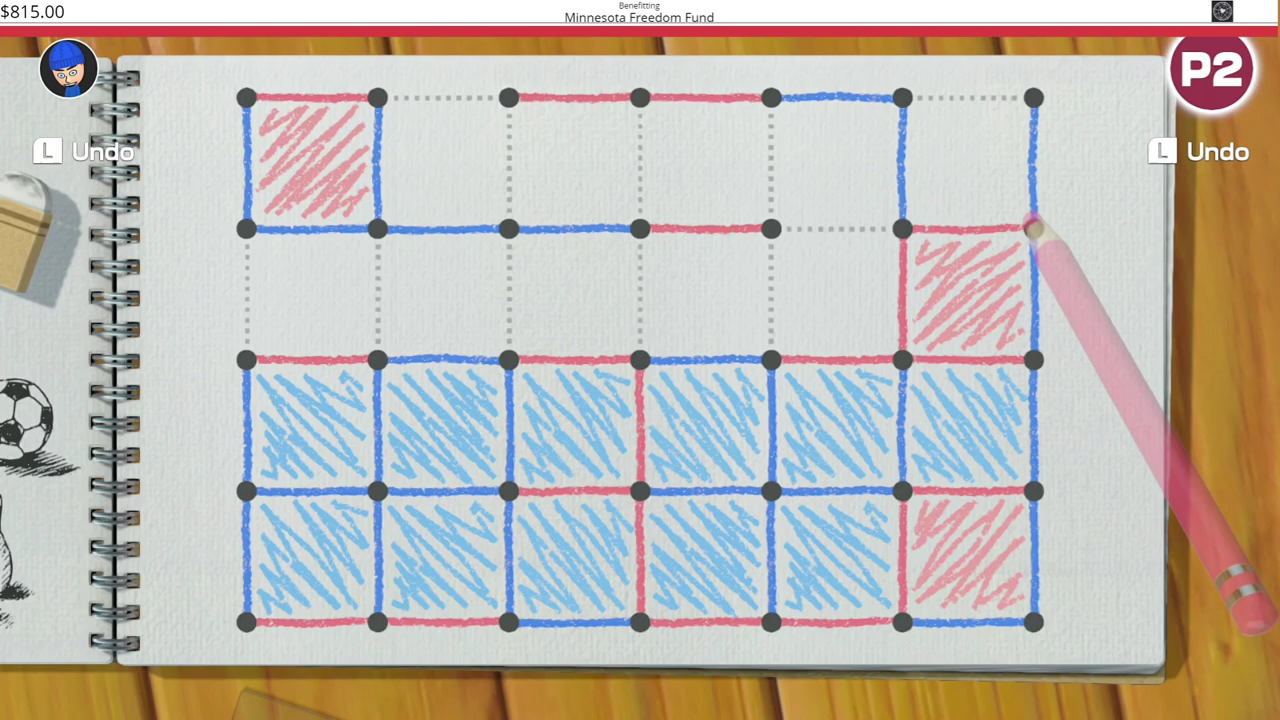 $815.00
Benefitting
Minnesota Freedom Fund
P2
L Undo
L Undo